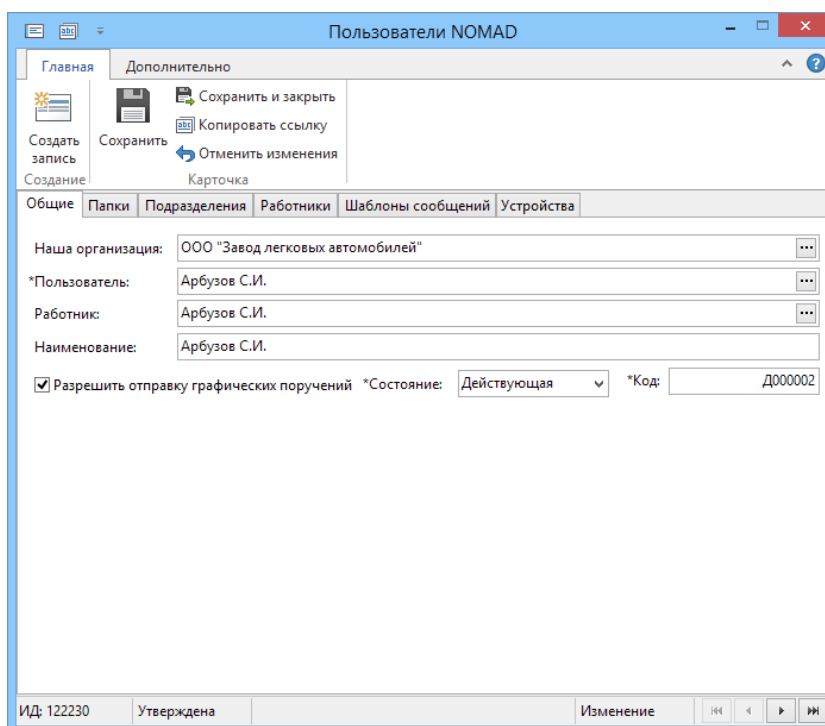 Пользователи NOMAD
Главная Дополнительно
Создать запись
Сохранить
Сохранить и закрыть
Копировать ссылку
Отменить изменения
Создание Карточка
Общие Папки Подразделения Работники Шаблоны сообщений Устройства
Наша организация: ООО "Завод легковых автомобилей"
*Пользователь: Арбузов С.И.
Работник: Арбузов С.И.
Наименование: Арбузов С.И.
Разрешить отправку графических поручений *Состояние: Действующая *Код: Д000002
ИД: 122230 Утверждена Изменение